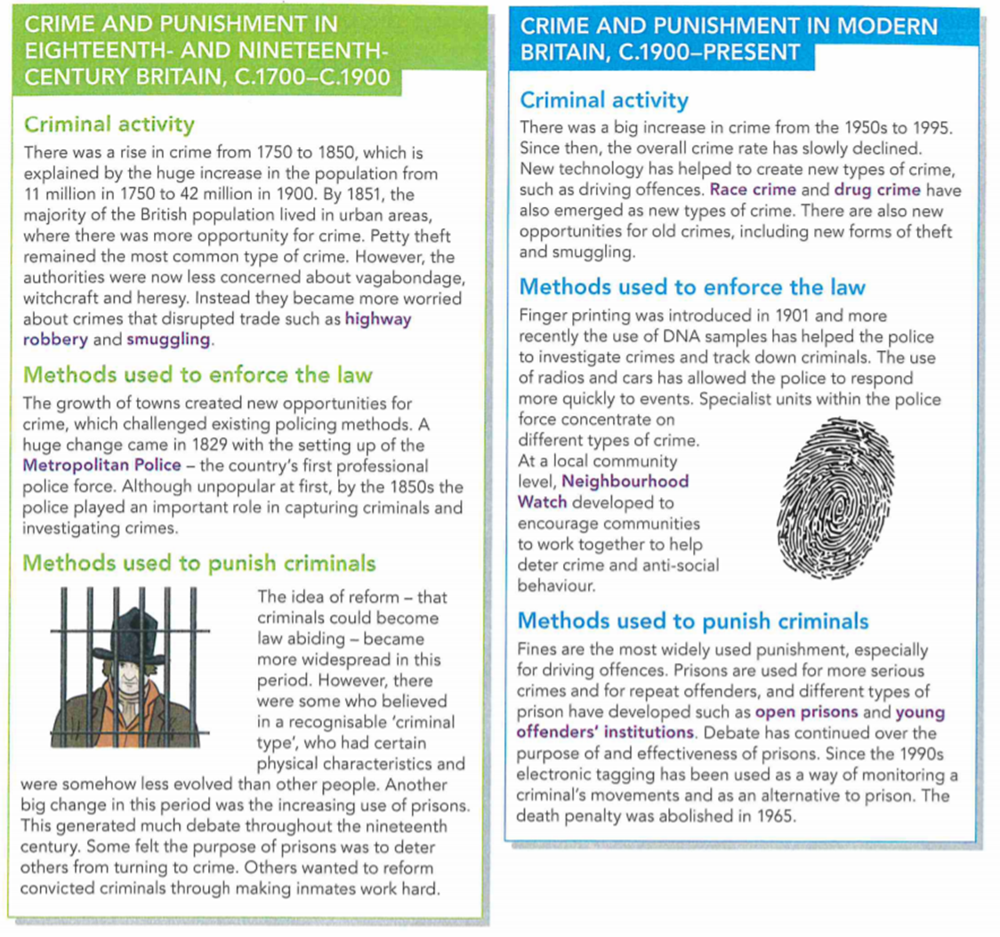 CRIME AND PUNISHMENT IN
EIGHTEENTH- AND NINETEENTH-
CENTURY BRITAIN, C.1700–C.1900
Criminal activity
There was a rise in crime from 1750 to 1850, which is
explained by the huge increase in the population from
11 million in 1750 to 42 million in 1900. By 1851, the
majority of the British population lived in urban areas,
where there was more opportunity for crime. Petty theft
remained the most common type of crime. However, the
authorities were now less concerned about vagabondage,
witchcraft and heresy. Instead they became more worried
about crimes that disrupted trade such as highway
robbery and smuggling.
Methods used to enforce the law
The growth of towns created new opportunities for
crime, which challenged existing policing methods. A
huge change came in 1829 with the setting up of the
Metropolitan Police – the country's first professional
police force. Although unpopular at first, by the 1850s the
police played an important role in capturing criminals and
investigating crimes.
Methods used to punish criminals
The idea of reform – that
criminals could become
law abiding – became
more widespread in this
period. However, there
were some who believed
in a recognisable 'criminal
type', who had certain
physical characteristics and
were somehow less evolved than other people. Another
big change in this period was the increasing use of prisons.
This generated much debate throughout the nineteenth
century. Some felt the purpose of prisons was to deter
others from turning to crime. Others wanted to reform
convicted criminals through making inmates work hard.
CRIME AND PUNISHMENT IN MODERN
BRITAIN, C.1900–PRESENT
Criminal activity
There was a big increase in crime from the 1950s to 1995.
Since then, the overall crime rate has slowly declined.
New technology has helped to create new types of crime,
such as driving offences. Race crime and drug crime have
also emerged as new types of crime. There are also new
opportunities for old crimes, including new forms of theft
and smuggling.
Methods used to enforce the law
Finger printing was introduced in 1901 and more
recently the use of DNA samples has helped the police
to investigate crimes and track down criminals. The use
of radios and cars has allowed the police to respond
more quickly to events. Specialist units within the police
force concentrate on
different types of crime.
At a local community
level, Neighbourhood
Watch developed to
encourage communities
to work together to help
deter crime and anti-social
behaviour.
Methods used to punish criminals
Fines are the most widely used punishment, especially
for driving offences. Prisons are used for more serious
crimes and for repeat offenders, and different types of
prison have developed such as open prisons and young
offenders' institutions. Debate has continued over the
purpose of and effectiveness of prisons. Since the 1990s
electronic tagging has been used as a way of monitoring a
criminal's movements and as an alternative to prison. The
death penalty was abolished in 1965.